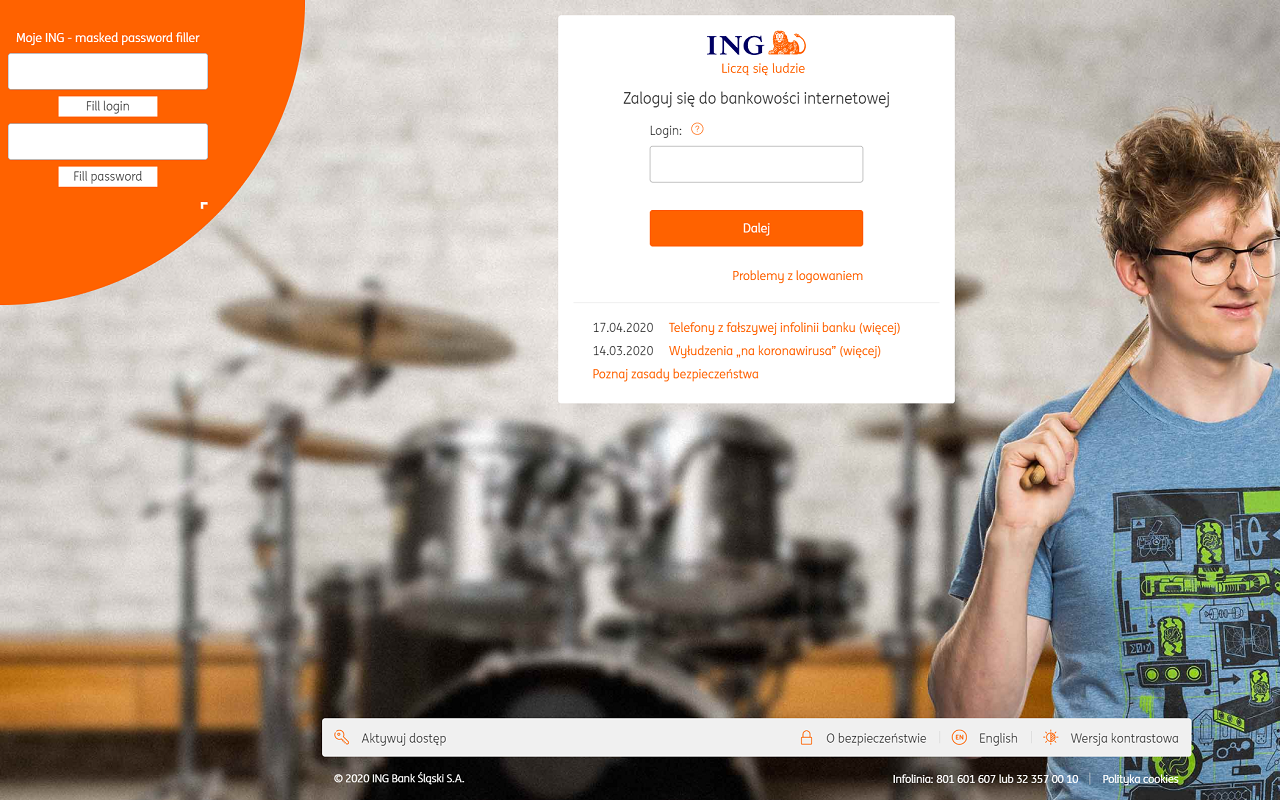 Moje ING - masked password filler
Fill login
Fill password
ING
Liczą się ludzie
Zaloguj się do bankowości internetowej
Login: ?
Dalej
Problemy z logowaniem
17.04.2020 Telefony z fałszywej infolinii banku (więcej)
14.03.2020 Wyłudzenia „na koronawirusa” (więcej)
Poznaj zasady bezpieczeństwa
Aktywuj dostęp
O bezpieczeństwie
EN English
Wersja kontrastowa
© 2020 ING Bank Śląski S.A.
Infolinia: 801 601 607 lub 32 357 00 10
Polityka cookies